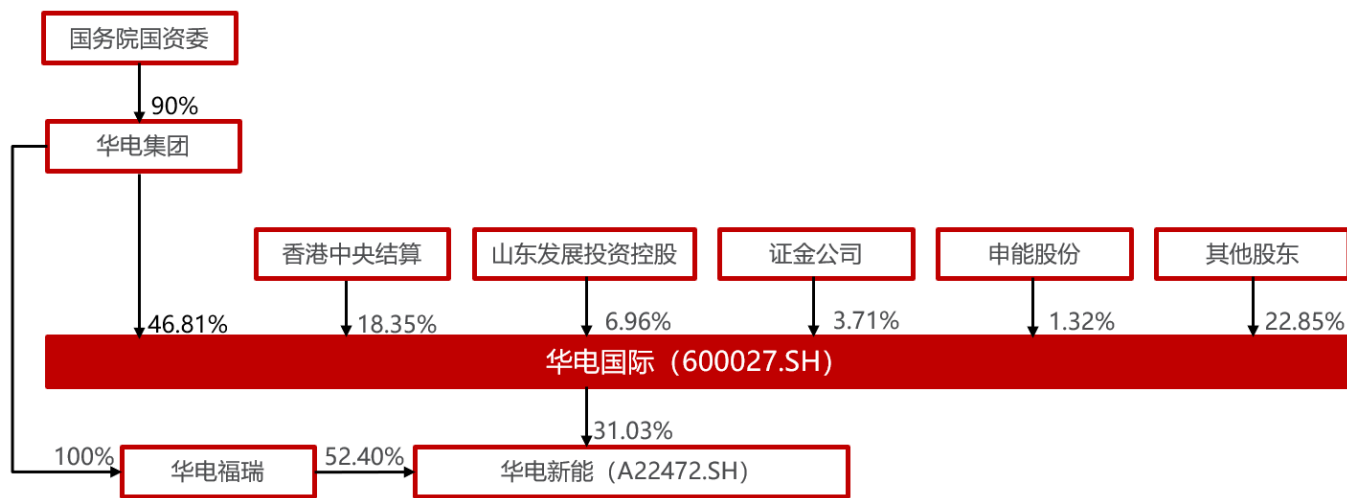 国务院国资委
90%
华电集团
香港中央结算
山东发展投资控股
证金公司
申能股份
其他股东
46.81%
18.35%
6.96%
3.71%
1.32%
22.85%
华电国际（600027.SH）
31.03%
100%
华电福瑞
52.40%
华电新能（A22472.SH）